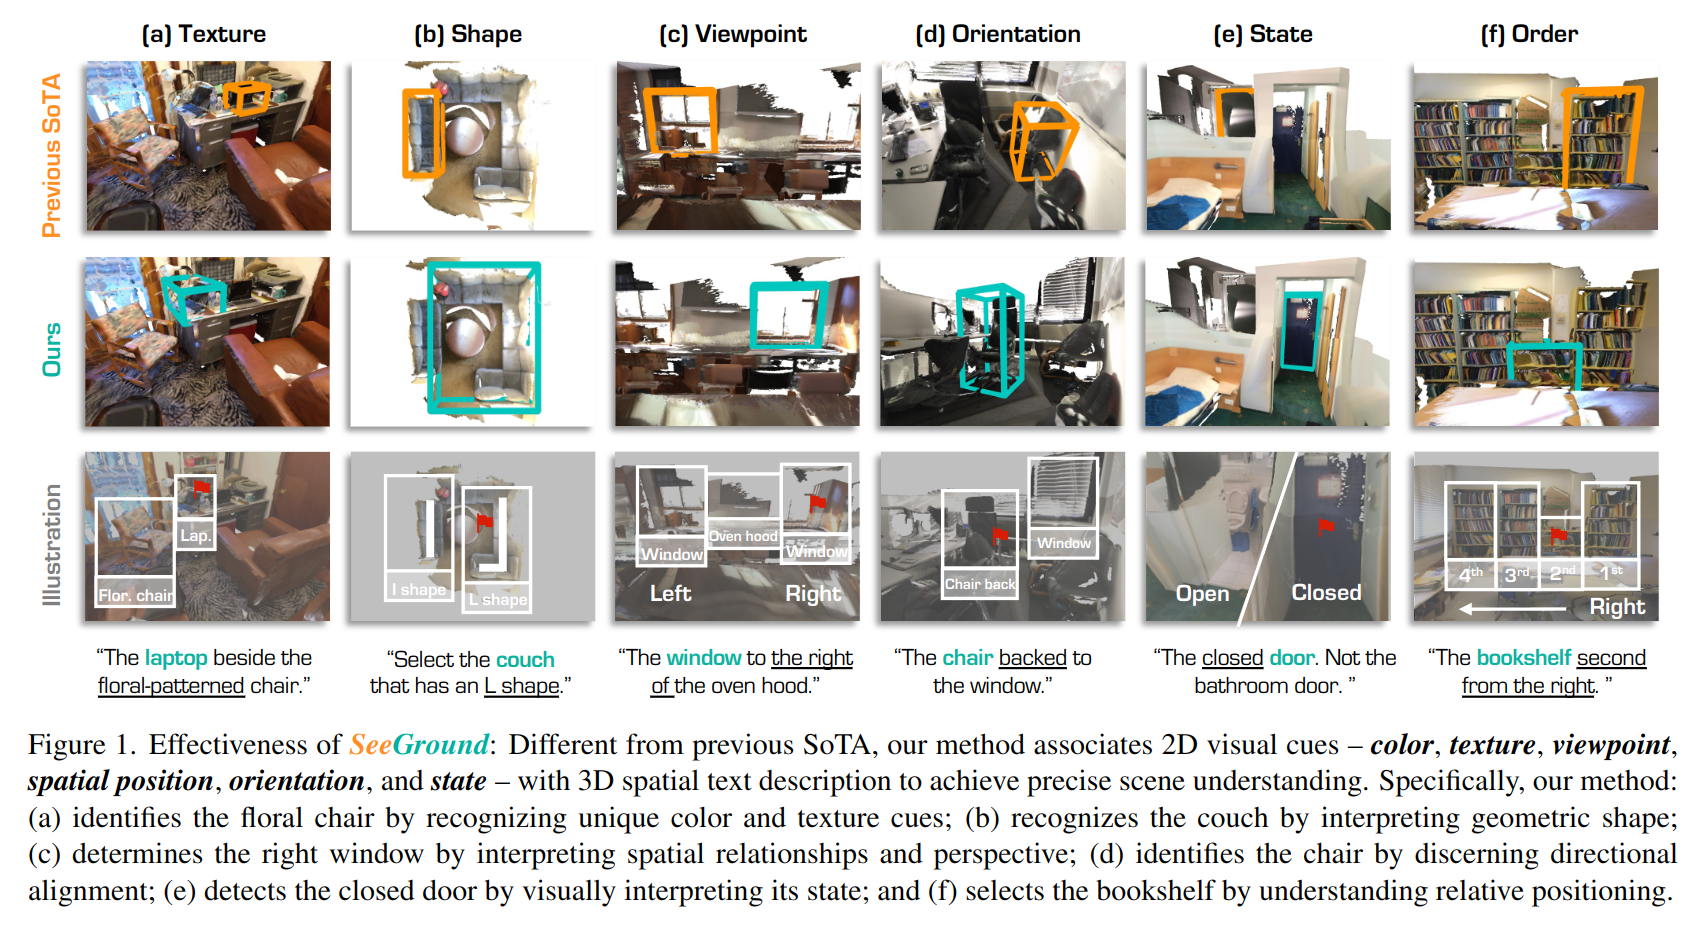 (a) Texture
(b) Shape
(c) Viewpoint
(d) Orientation
(e) State
(f) Order
Previous SoTA
Ours
Illustration
Lap.
Flor. chair
I shape
L shape
Window
Oven hood
Window
Left
Right
Window
Chair back
Open
Closed
4th
3rd
2nd
1st
Right
“The laptop beside the
floral-patterned chair.”
“Select the couch
that has an L shape.”
“The window to the right
of the oven hood.”
“The chair backed to
the window.”
“The closed door. Not the
bathroom door. ”
“The bookshelf second
from the right. ”
Figure 1. Effectiveness of SeeGround: Different from previous SoTA, our method associates 2D visual cues – color, texture, viewpoint,
spatial position, orientation, and state – with 3D spatial text description to achieve precise scene understanding. Specifically, our method:
(a) identifies the floral chair by recognizing unique color and texture cues; (b) recognizes the couch by interpreting geometric shape;
(c) determines the right window by interpreting spatial relationships and perspective; (d) identifies the chair by discerning directional
alignment; (e) detects the closed door by visually interpreting its state; and (f) selects the bookshelf by understanding relative positioning.